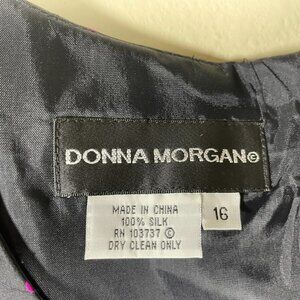 DONNA MORGAN©
MADE IN CHINA
100% SILK
RN 103737 ©
DRY CLEAN ONLY
16